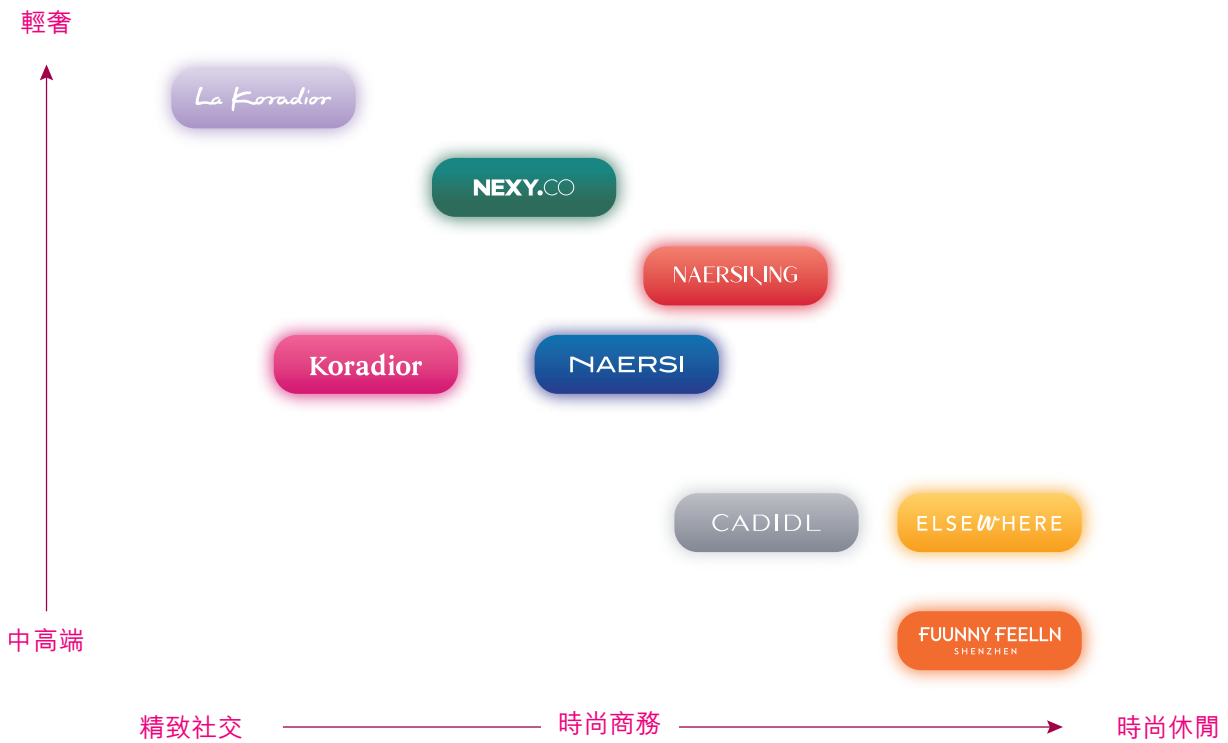 輕奢
La Koradior
NEXY.CO
NAERSILING
Koradior
NAERSI
CADIDL
ELSEWHERE
FUUNNY FEELLN
SHENZHEN
中高端
精致社交
時尚商務
時尚休閒